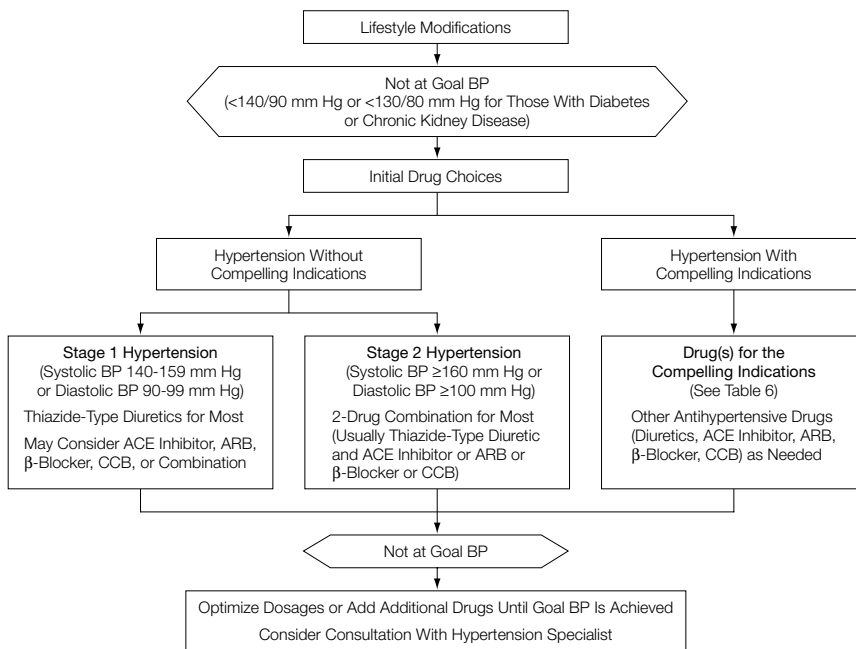 Lifestyle Modifications
Not at Goal BP
(<140/90 mm Hg or <130/80 mm Hg for Those With Diabetes
or Chronic Kidney Disease)
Initial Drug Choices
Hypertension Without
Compelling Indications
Hypertension With
Compelling Indications
Stage 1 Hypertension
(Systolic BP 140-159 mm Hg
or Diastolic BP 90-99 mm Hg)
Thiazide-Type Diuretics for Most
May Consider ACE Inhibitor, ARB,
β-Blocker, CCB, or Combination
Stage 2 Hypertension
(Systolic BP ≥160 mm Hg or
Diastolic BP ≥100 mm Hg)
2-Drug Combination for Most
(Usually Thiazide-Type Diuretic
and ACE Inhibitor or ARB or
β-Blocker or CCB)
Drug(s) for the
Compelling Indications
(See Table 6)
Other Antihypertensive Drugs
(Diuretics, ACE Inhibitor, ARB,
β-Blocker, CCB) as Needed
Not at Goal BP
Optimize Dosages or Add Additional Drugs Until Goal BP Is Achieved
Consider Consultation With Hypertension Specialist